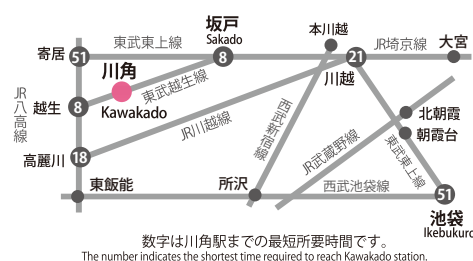 坂戸
Sakado
本川越
大宮
寄居
51
東武東上線
8
21
JR埼京線
川角
Kawakado
東武越生線
川越
JR八高線
越生
8
JR川越線
西武新宿線
JR武蔵野線
北朝霞
朝霞台
東武東上線
高麗川
18
東飯能
所沢
西武池袋線
51
池袋
Ikebukuro
数字は川角駅までの最短所要時間です。
The number indicates the shortest time required to reach Kawakado station.